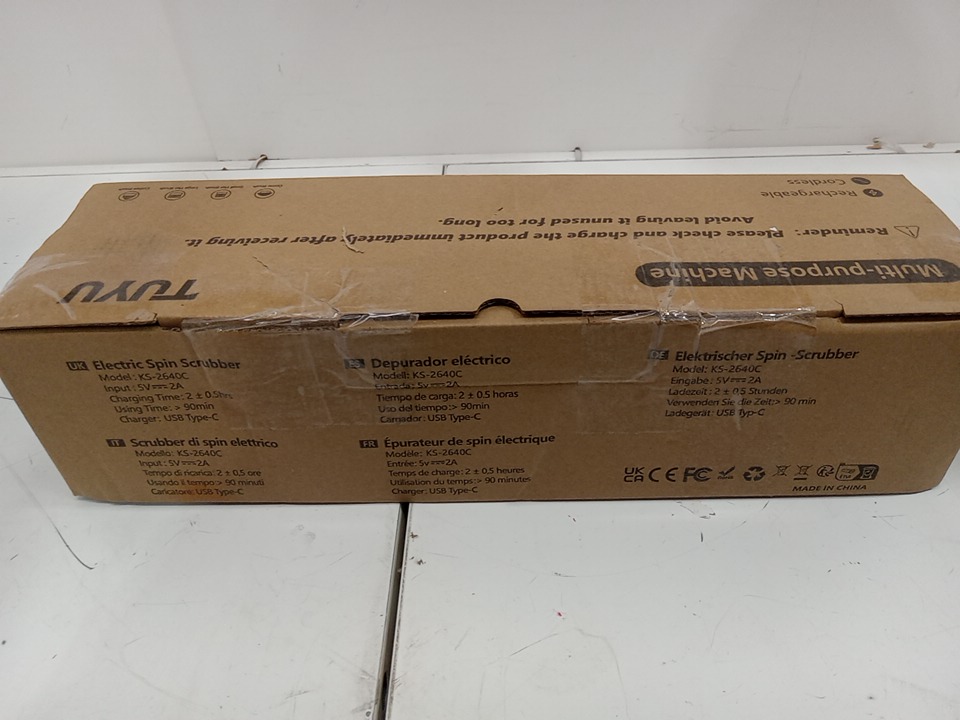 Rechargeable
Cordless
Reminder: Please check and charge the product immediately after receiving it.
Avoid leaving it unused for too long.
Multi-purpose Machine
TUYU
UK Electric Spin Scrubber
Model: KS-2640C
Input: 5V⎓2A
Charging Time: 2 ± 0.5hrs
Using Time: > 90min
Charger: USB Type-C
ES Depurador eléctrico
Modell: KS-2640C
Entrada: 5v⎓2A
Tiempo de carga: 2 ± 0.5 horas
Uso del tiempo:> 90min
Cargador: USB Type-C
DE Elektrischer Spin -Scrubber
Model: KS-2640C
Eingabe: 5V⎓2A
Ladezeit: 2 ± 0,5 Stunden
Verwenden Sie die Zeit:> 90 min
Ladegerät: USB Typ-C
IT Scrubber di spin elettrico
Modello: KS-2640C
Input: 5V⎓2A
Tempo di ricarica: 2 ± 0,5 ore
Usando il tempo:> 90 minuti
Caricatore: USB Type-C
FR Épurateur de spin électrique
Modèle: KS-2640C
Entrée: 5v⎓2A
Temps de charge: 2 ± 0,5 heures
Utilisation du temps:> 90 minutes
Charger: USB Type-C
UK CA CE FC RoHS
MADE IN CHINA